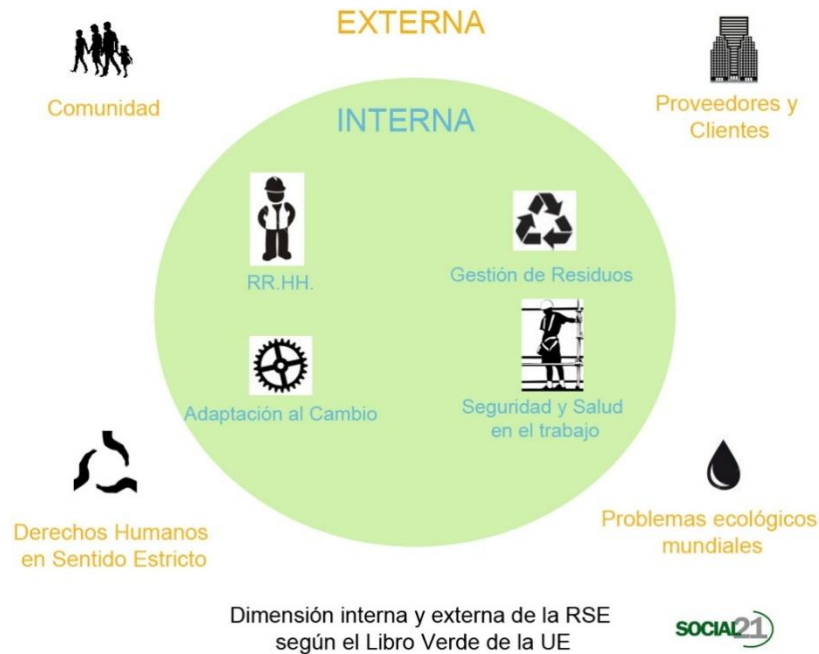 EXTERNA
Comunidad
Proveedores y
Clientes
INTERNA
RR.HH.
Gestión de Residuos
Adaptación al Cambio
Seguridad y Salud
en el trabajo
Derechos Humanos
en Sentido Estricto
Problemas ecológicos
mundiales
Dimensión interna y externa de la RSE
según el Libro Verde de la UE
SOCIAL21